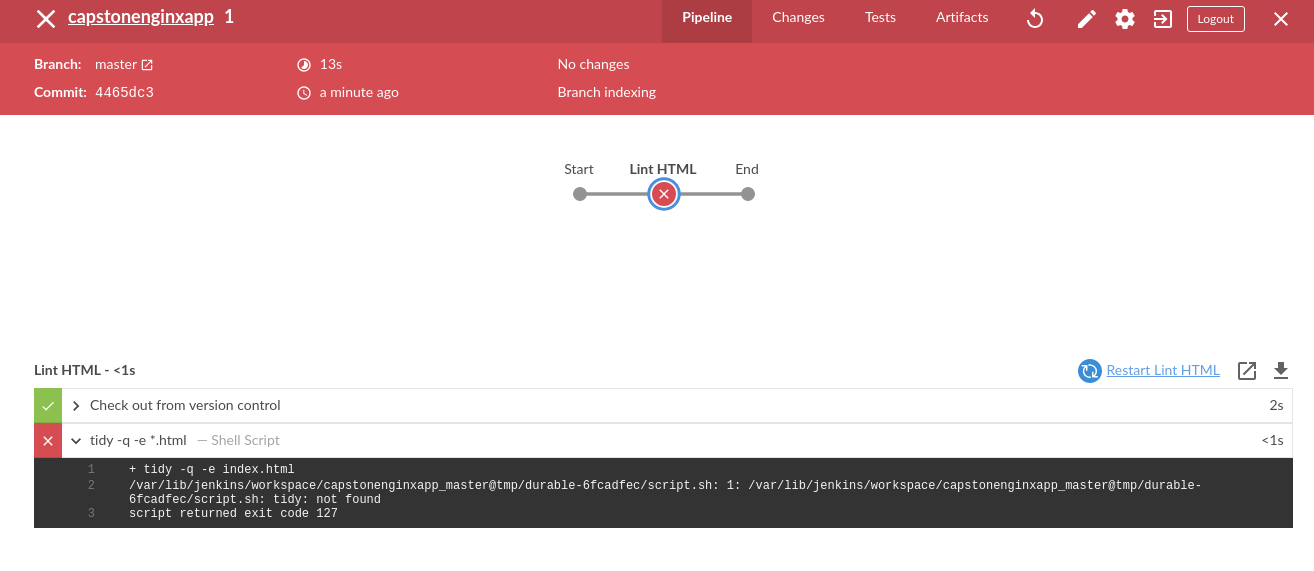 capstonenginxapp 1
Pipeline Changes Tests Artifacts Logout
Branch: master 13s No changes
Commit: 4465dc3 a minute ago Branch indexing
Start Lint HTML End
Lint HTML - <1s Restart Lint HTML
Check out from version control 2s
tidy -q -e *.html — Shell Script <1s
1 + tidy -q -e index.html
2 /var/lib/jenkins/workspace/capstonenginxapp_master@tmp/durable-6fcadfec/script.sh: 1: /var/lib/jenkins/workspace/capstonenginxapp_master@tmp/durable-
6fcadfec/script.sh: tidy: not found
3 script returned exit code 127